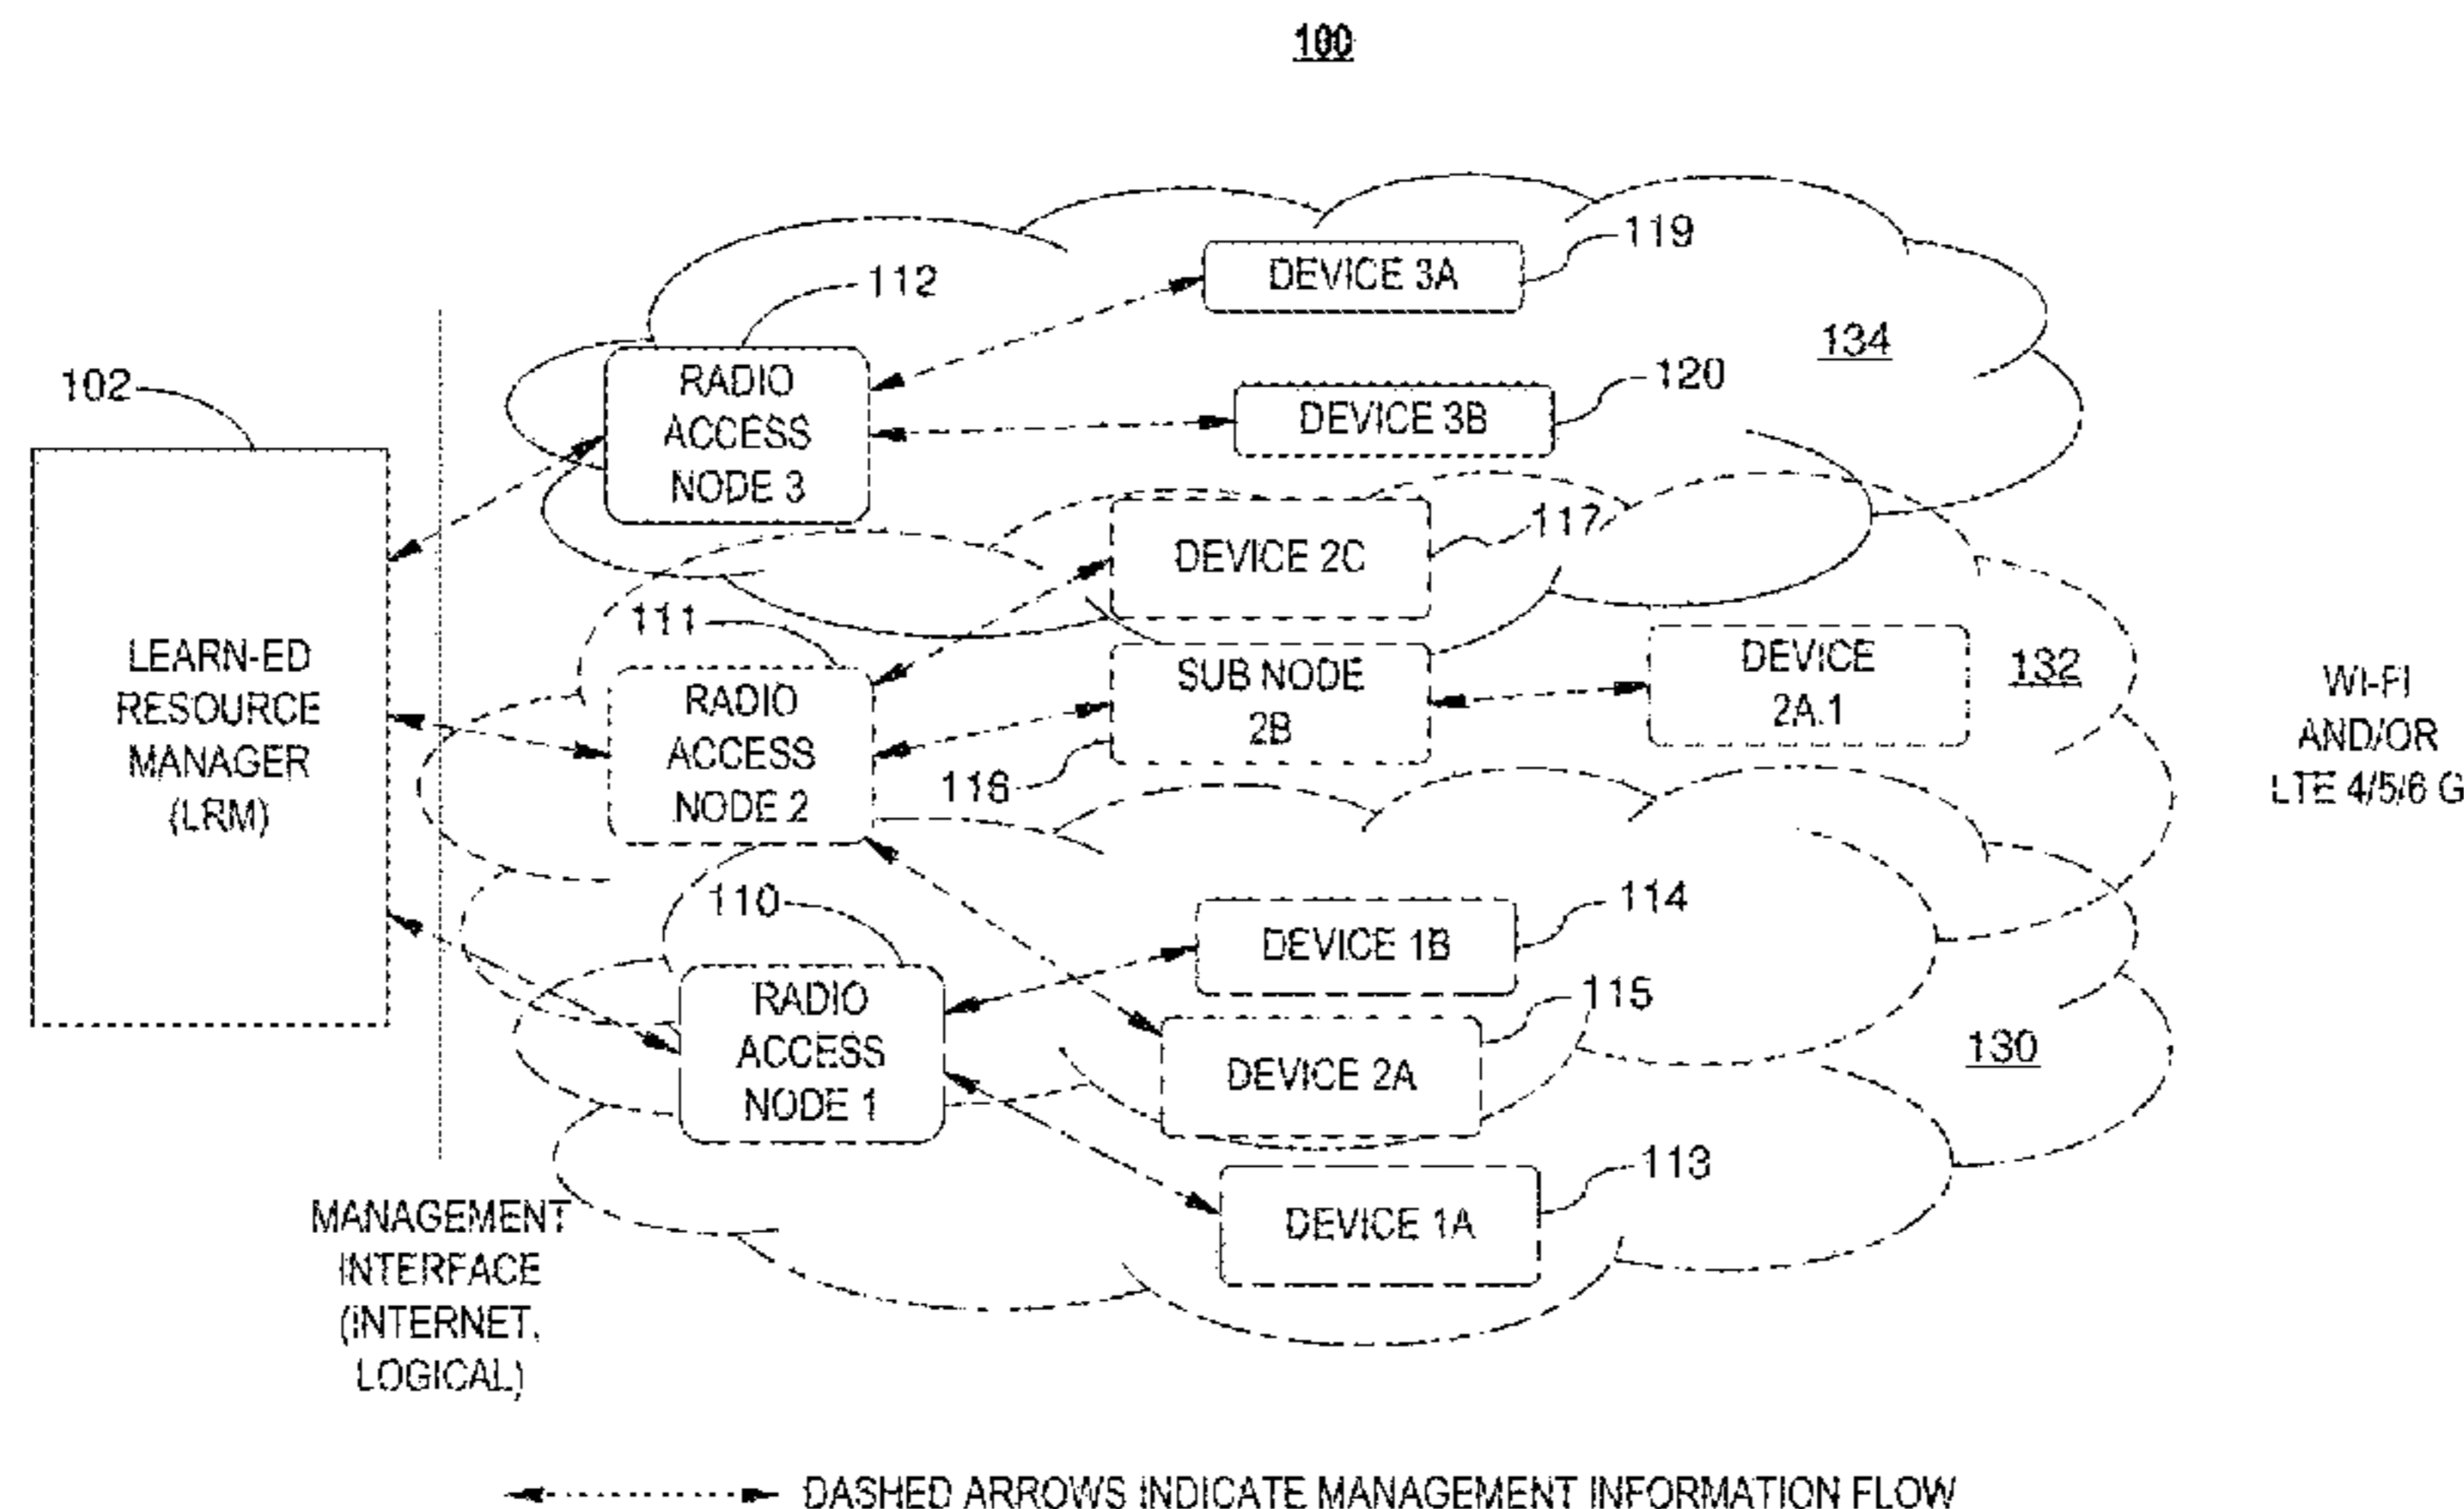 100
119
DEVICE 3A
112
134
RADIO
ACCESS
NODE 3
120
DEVICE 3B
102
117
DEVICE 2C
111
LEARN-ED
RESOURCE
MANAGER
(LRM)
RADIO
ACCESS
NODE 2
SUB NODE
2B
116
DEVICE
2A.1
132
WI-FI
AND/OR
LTE 4/5/6 G
110
114
DEVICE 1B
RADIO
ACCESS
NODE 1
115
DEVICE 2A
130
113
DEVICE 1A
MANAGEMENT
INTERFACE
(INTERNET,
LOGICAL)
DASHED ARROWS INDICATE MANAGEMENT INFORMATION FLOW